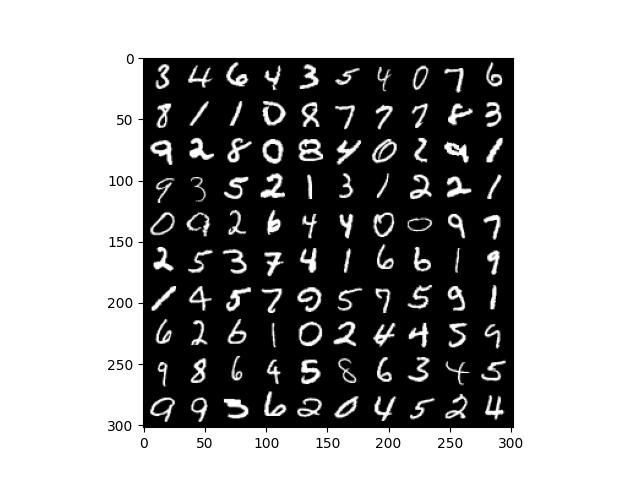 0
50
100
150
200
250
300
3 4 6 4 3 5 4 0 7 6
8 1 1 0 8 7 7 7 8 3
9 2 8 0 8 4 0 2 9 1
9 3 5 2 1 3 1 2 2 1
0 9 2 6 4 4 0 0 9 7
2 5 3 7 4 1 6 6 1 9
1 4 5 7 9 5 7 5 9 1
6 2 6 1 0 2 4 4 5 9
9 8 6 9 5 8 6 3 4 5
9 9 3 6 2 0 4 5 2 4
0 50 100 150 200 250 300